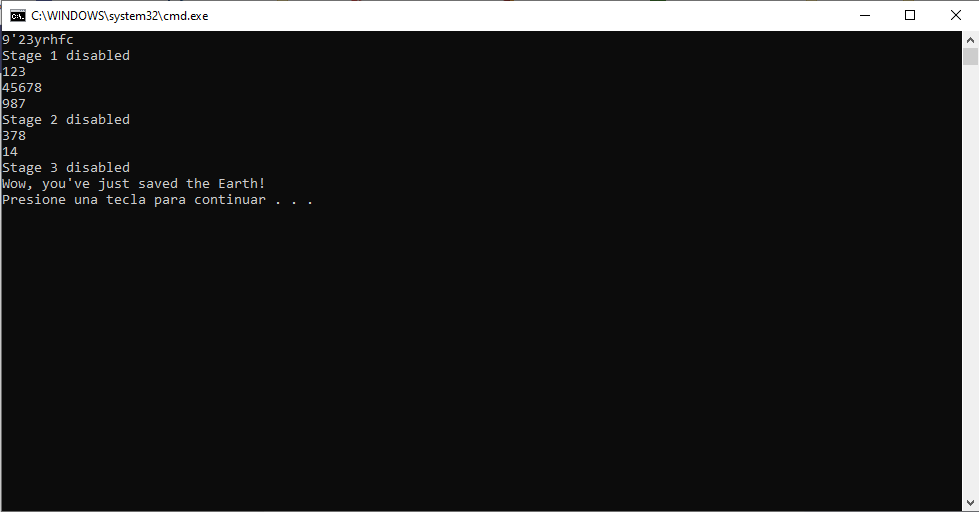 C:\WINDOWS\system32\cmd.exe
9'23yrhfc
Stage 1 disabled
123
45678
987
Stage 2 disabled
378
14
Stage 3 disabled
Wow, you've just saved the Earth!
Presione una tecla para continuar . . .